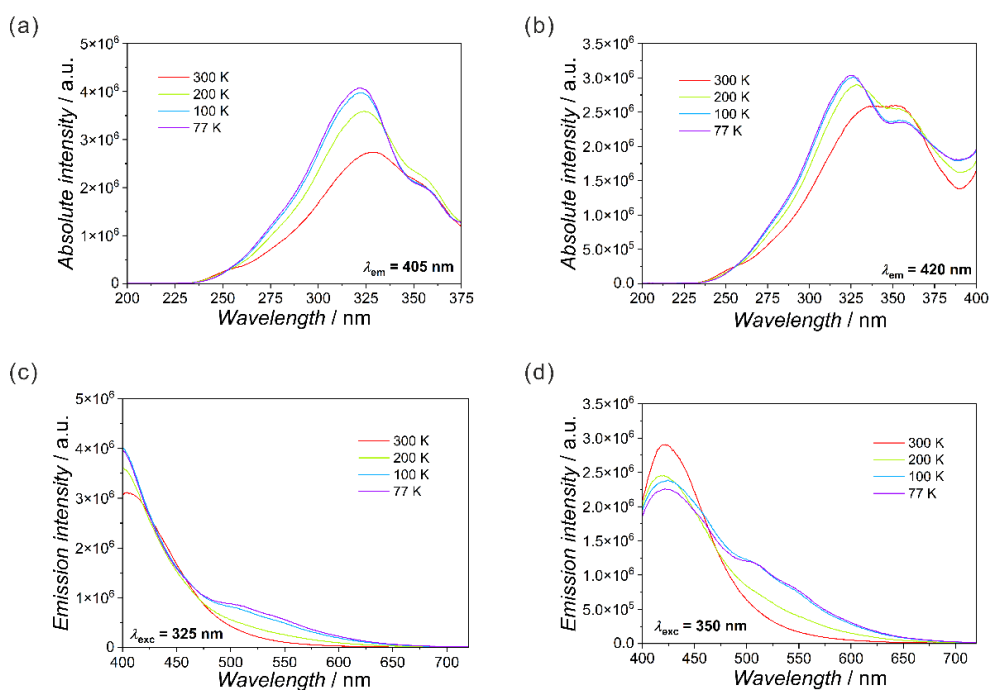 (a)
Absolute intensity / a.u.
5×10⁶
4×10⁶
3×10⁶
2×10⁶
1×10⁶
0
300 K
200 K
100 K
77 K
λem = 405 nm
200 225 250 275 300 325 350 375
Wavelength / nm
(b)
Absolute intensity / a.u.
3.5×10⁶
3.0×10⁶
2.5×10⁶
2.0×10⁶
1.5×10⁶
1.0×10⁶
5.0×10⁵
0.0
300 K
200 K
100 K
77 K
λem = 420 nm
200 225 250 275 300 325 350 375 400
Wavelength / nm
(c)
Emission intensity / a.u.
5×10⁶
4×10⁶
3×10⁶
2×10⁶
1×10⁶
0
300 K
200 K
100 K
77 K
λexc = 325 nm
400 450 500 550 600 650 700
Wavelength / nm
(d)
Emission intensity / a.u.
3.5×10⁶
3.0×10⁶
2.5×10⁶
2.0×10⁶
1.5×10⁶
1.0×10⁶
5.0×10⁵
0.0
300 K
200 K
100 K
77 K
λexc = 350 nm
400 450 500 550 600 650 700
Wavelength / nm